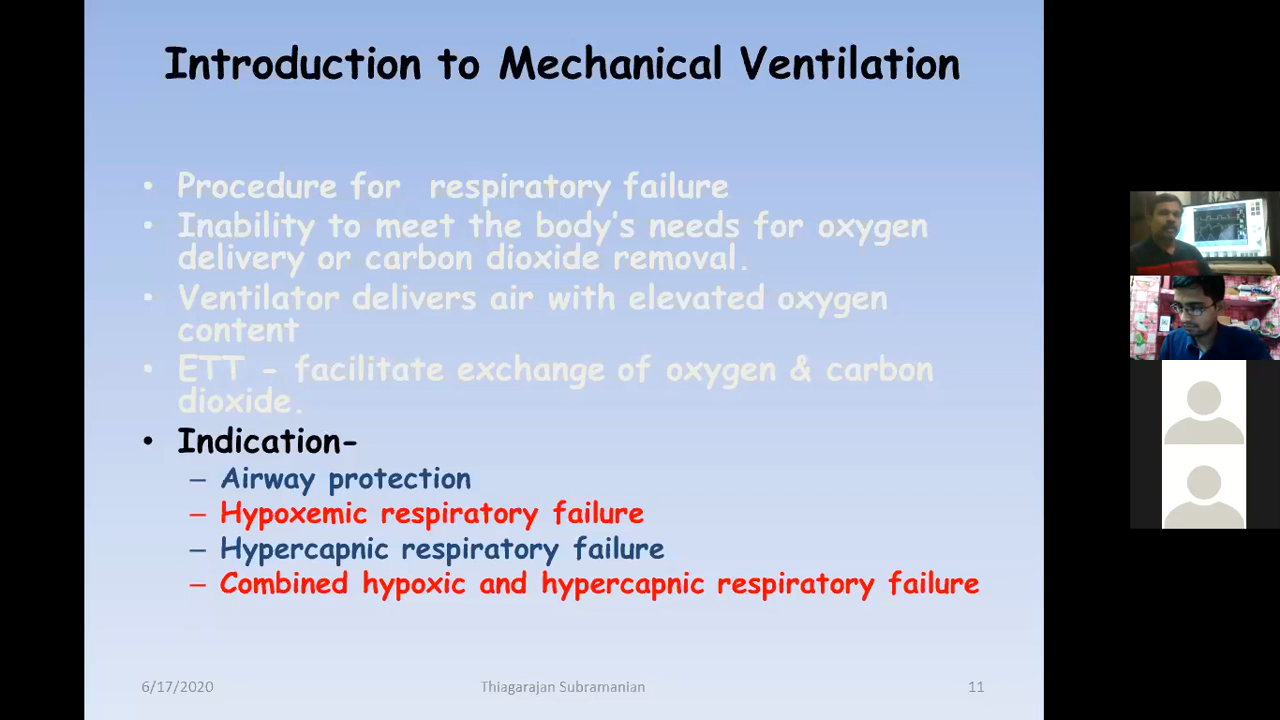 Introduction to Mechanical Ventilation
• Procedure for respiratory failure
• Inability to meet the body's needs for oxygen
delivery or carbon dioxide removal.
• Ventilator delivers air with elevated oxygen
content
• ETT - facilitate exchange of oxygen & carbon
dioxide.
• Indication-
– Airway protection
– Hypoxemic respiratory failure
– Hypercapnic respiratory failure
– Combined hypoxic and hypercapnic respiratory failure
6/17/2020 Thiagarajan Subramanian 11